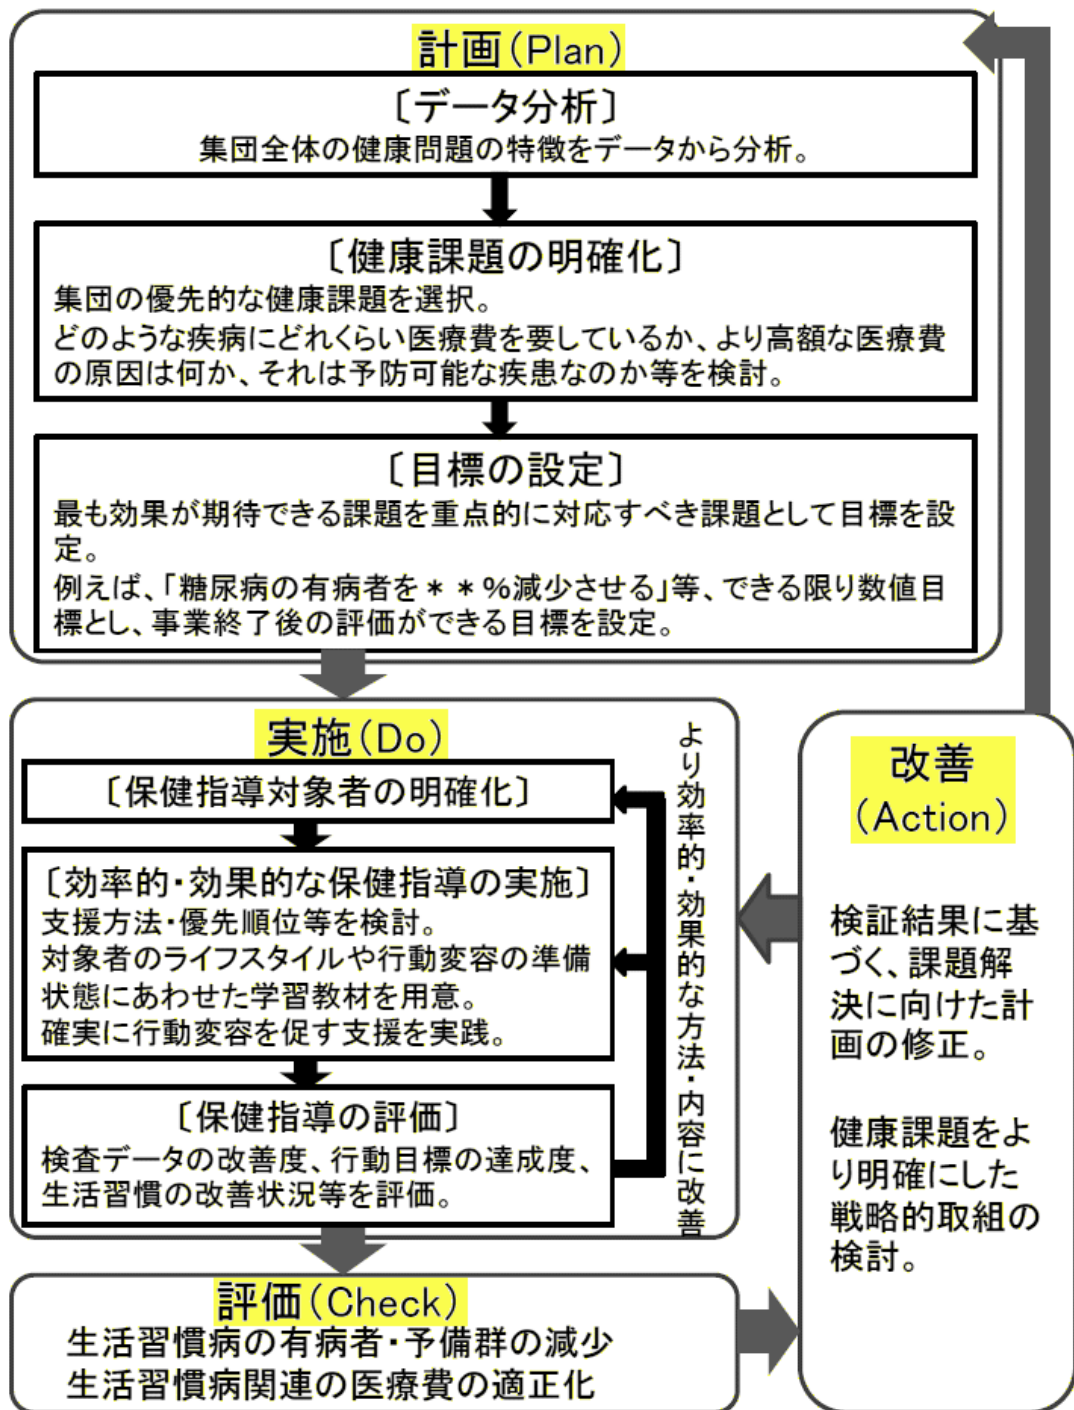 計画(Plan)
〔データ分析〕
集団全体の健康問題の特徴をデータから分析。
〔健康課題の明確化〕
集団の優先的な健康課題を選択。
どのような疾病にどれくらい医療費を要しているか、より高額な医療費
の原因は何か、それは予防可能な疾患なのか等を検討。
〔目標の設定〕
最も効果が期待できる課題を重点的に対応すべき課題として目標を設
定。
例えば、「糖尿病の有病者を＊＊%減少させる」等、できる限り数値目
標とし、事業終了後の評価ができる目標を設定。
実施(Do)
〔保健指導対象者の明確化〕
〔効率的・効果的な保健指導の実施〕
支援方法・優先順位等を検討。
対象者のライフスタイルや行動変容の準備
状態にあわせた学習教材を用意。
確実に行動変容を促す支援を実践。
〔保健指導の評価〕
検査データの改善度、行動目標の達成度、
生活習慣の改善状況等を評価。
より効率的・効果的な方法・内容に改善
評価(Check)
生活習慣病の有病者・予備群の減少
生活習慣病関連の医療費の適正化
改善
(Action)
検証結果に基
づく、課題解
決に向けた計
画の修正。
健康課題をよ
り明確にした
戦略的取組の
検討。